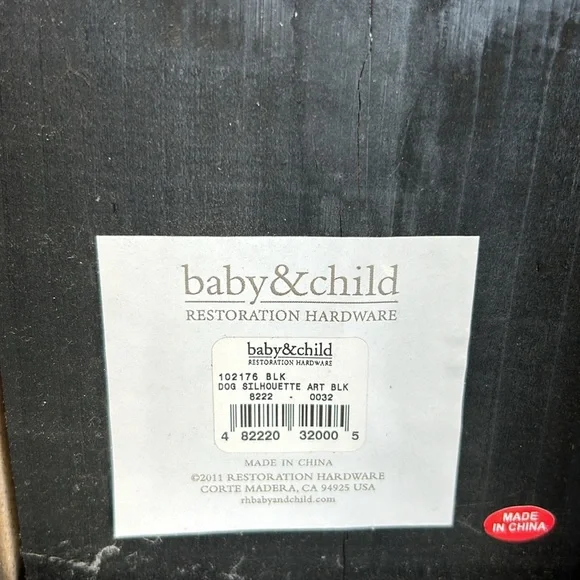 baby&child
RESTORATION HARDWARE
baby&child
RESTORATION HARDWARE
102176 BLK
DOG SILHOUETTE ART BLK
8222 - 0032
4 82220 32000 5
MADE IN CHINA
©2011 RESTORATION HARDWARE
CORTE MADERA, CA 94925 USA
rhbabyandchild.com
MADE
IN CHINA